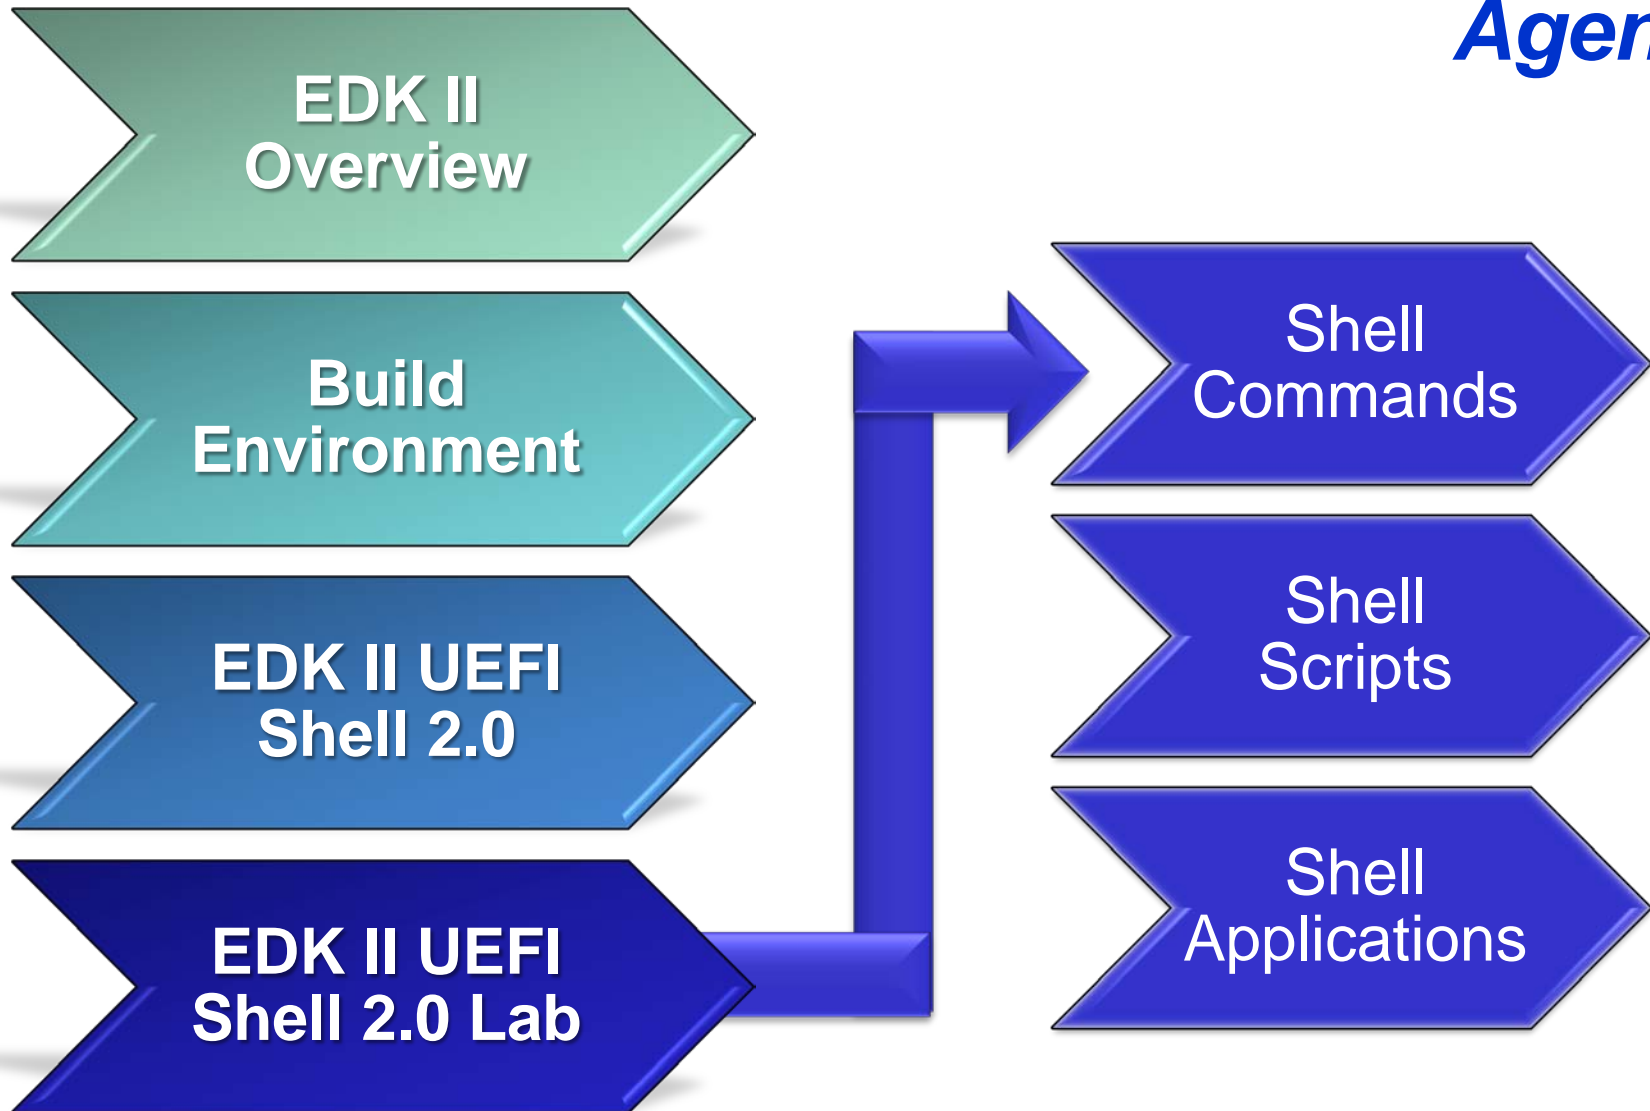 Agen
EDK II
Overview
Build
Environment
EDK II UEFI
Shell 2.0
EDK II UEFI
Shell 2.0 Lab
Shell
Commands
Shell
Scripts
Shell
Applications